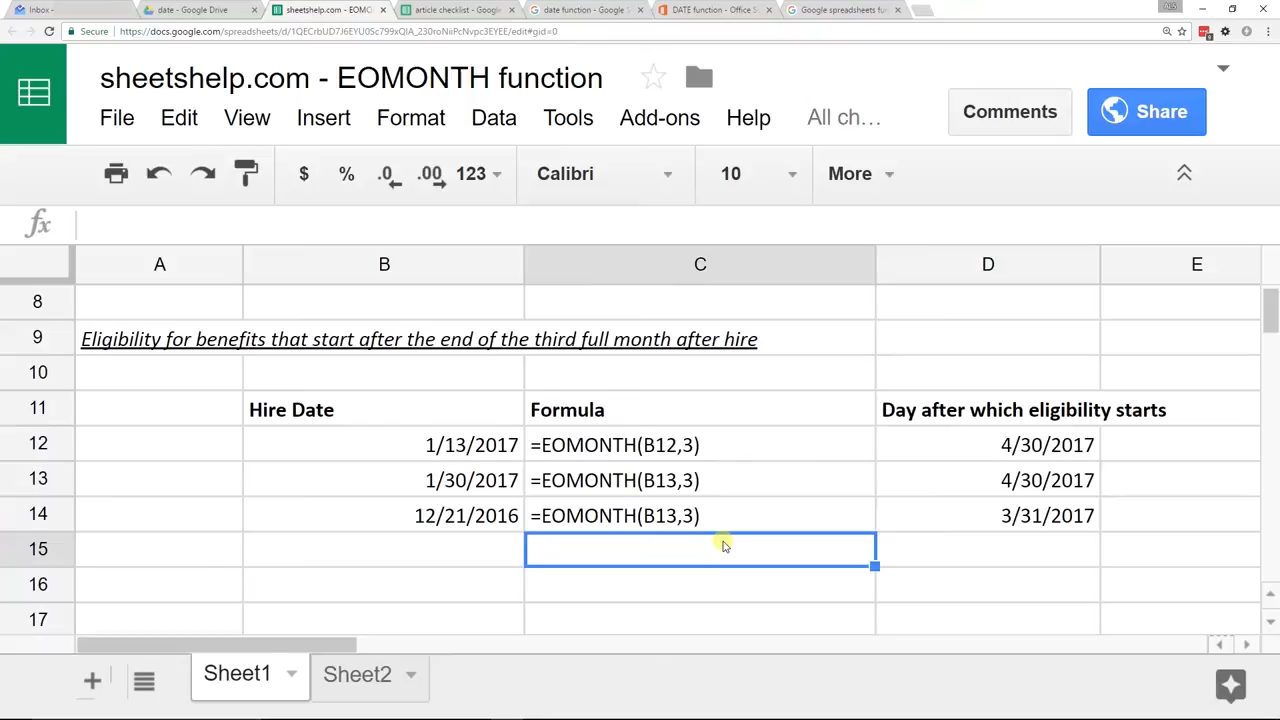 Inbox -
date - Google Drive
sheetshelp.com - EOMON
article checklist - Google
date function - Google S
DATE function - Office S
Google spreadsheets fu
Secure
https://docs.google.com/spreadsheets/d/1QECrbUD7J6EYU0Sc799xQIA_230roNiiPcNvpc3EYEE/edit#gid=0
sheetshelp.com - EOMONTH function
File Edit View Insert Format Data Tools Add-ons Help All ch…
Comments
Share
$ % .0 .00 123 Calibri 10 More
fx
A B C D E
8
9 Eligibility for benefits that start after the end of the third full month after hire
10
11 Hire Date Formula Day after which eligibility starts
12 1/13/2017 =EOMONTH(B12,3) 4/30/2017
13 1/30/2017 =EOMONTH(B13,3) 4/30/2017
14 12/21/2016 =EOMONTH(B13,3) 3/31/2017
15
16
17
Sheet1 Sheet2